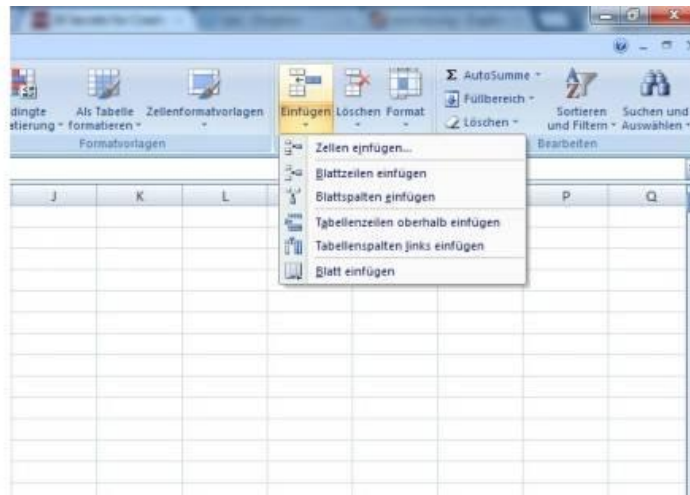 Σ AutoSumme
Füllbereich
Löschen
dingte
atierung
Als Tabelle
formatieren
Zellenformatvorlagen
Einfügen
Löschen
Format
Sortieren
und Filtern
Suchen und
Auswählen
Formatvorlagen
Bearbeiten
Zellen einfügen...
Blattzeilen einfügen
Blattspalten einfügen
Tabellenzeilen oberhalb einfügen
Tabellenspalten links einfügen
Blatt einfügen
J K L P Q